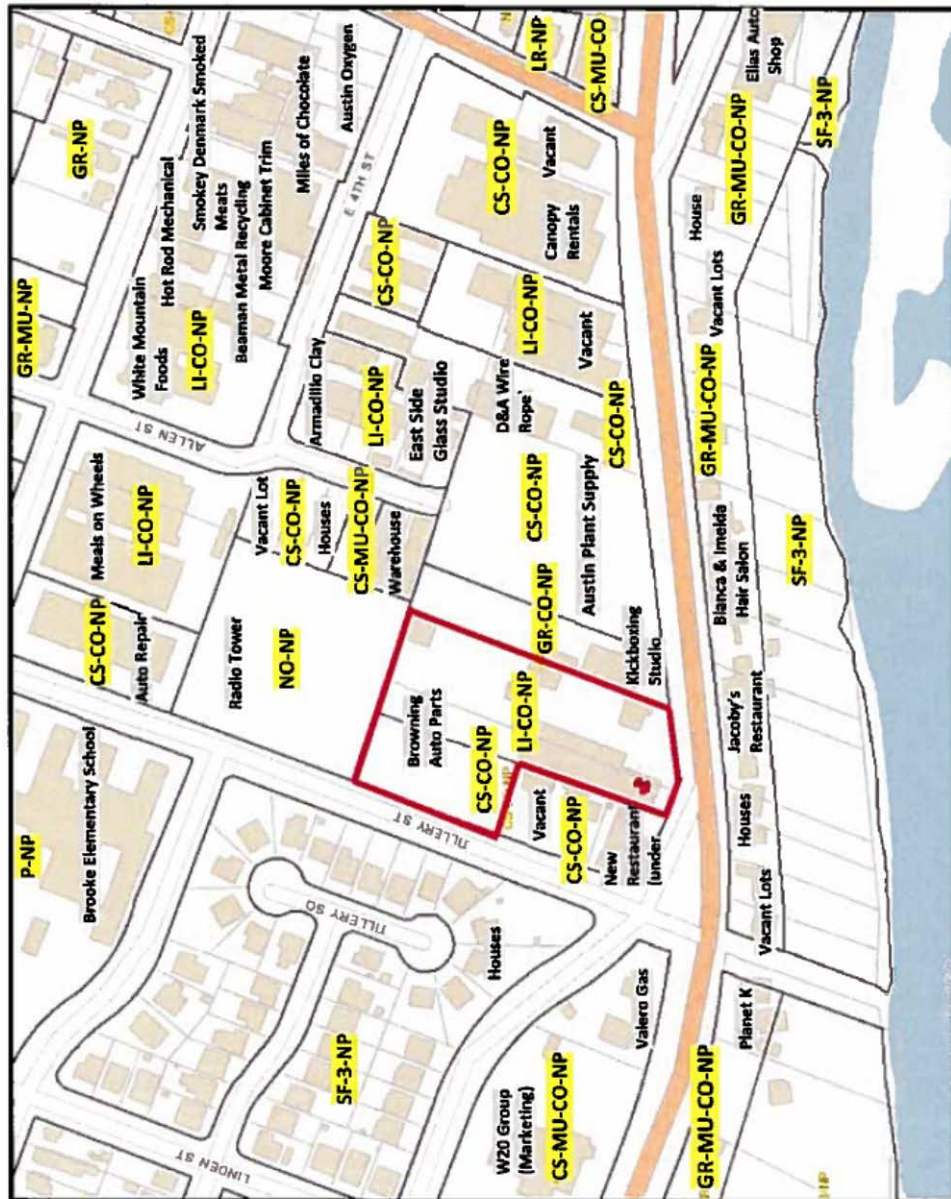 P-NP
Brooke Elementary School
CS-CO-NP
Auto Repair
Meals on Wheels
LI-CO-NP
GR-MU-NP
GR-NP
White Mountain
Foods
Hot Rod Mechanical
Smokey Denmark Smoked
Meats
LI-CO-NP
Beaman Metal Recycling
Moore Cabinet Trim
Miles of Chocolate
Austin Oxygen
ALLEN ST
E 4TH ST
Radio Tower
NO-NP
Vacant Lot
CS-CO-NP
Houses
CS-MU-CO-NP
Warehouse
Armadillo Clay
LI-CO-NP
East Side
Glass Studio
CS-CO-NP
LR-NP
CS-MU-CO
TILLERY ST
TILLERY SQ
LINDEN ST
Houses
SF-3-NP
Browning
Auto Parts
CS-CO-NP
LI-CO-NP
GR-CO-NP
Kickboxing
Studio
Vacant
CS-CO-NP
New
Restaurant
(under
D&A Wire
Rope'
CS-CO-NP
Austin Plant Supply
CS-CO-NP
LI-CO-NP
Vacant
CS-CO-NP
Canopy
Rentals
Vacant
W20 Group
(Marketing)
CS-MU-CO-NP
Valero Gas
GR-MU-CO-NP
Planet K
Vacant Lots
Houses
Jacoby's
Restaurant
Blanca & Imelda
Hair Salon
GR-MU-CO-NP
Vacant Lots
House
GR-MU-CO-NP
Elias Auto
Shop
SF-3-NP
SF-3-NP